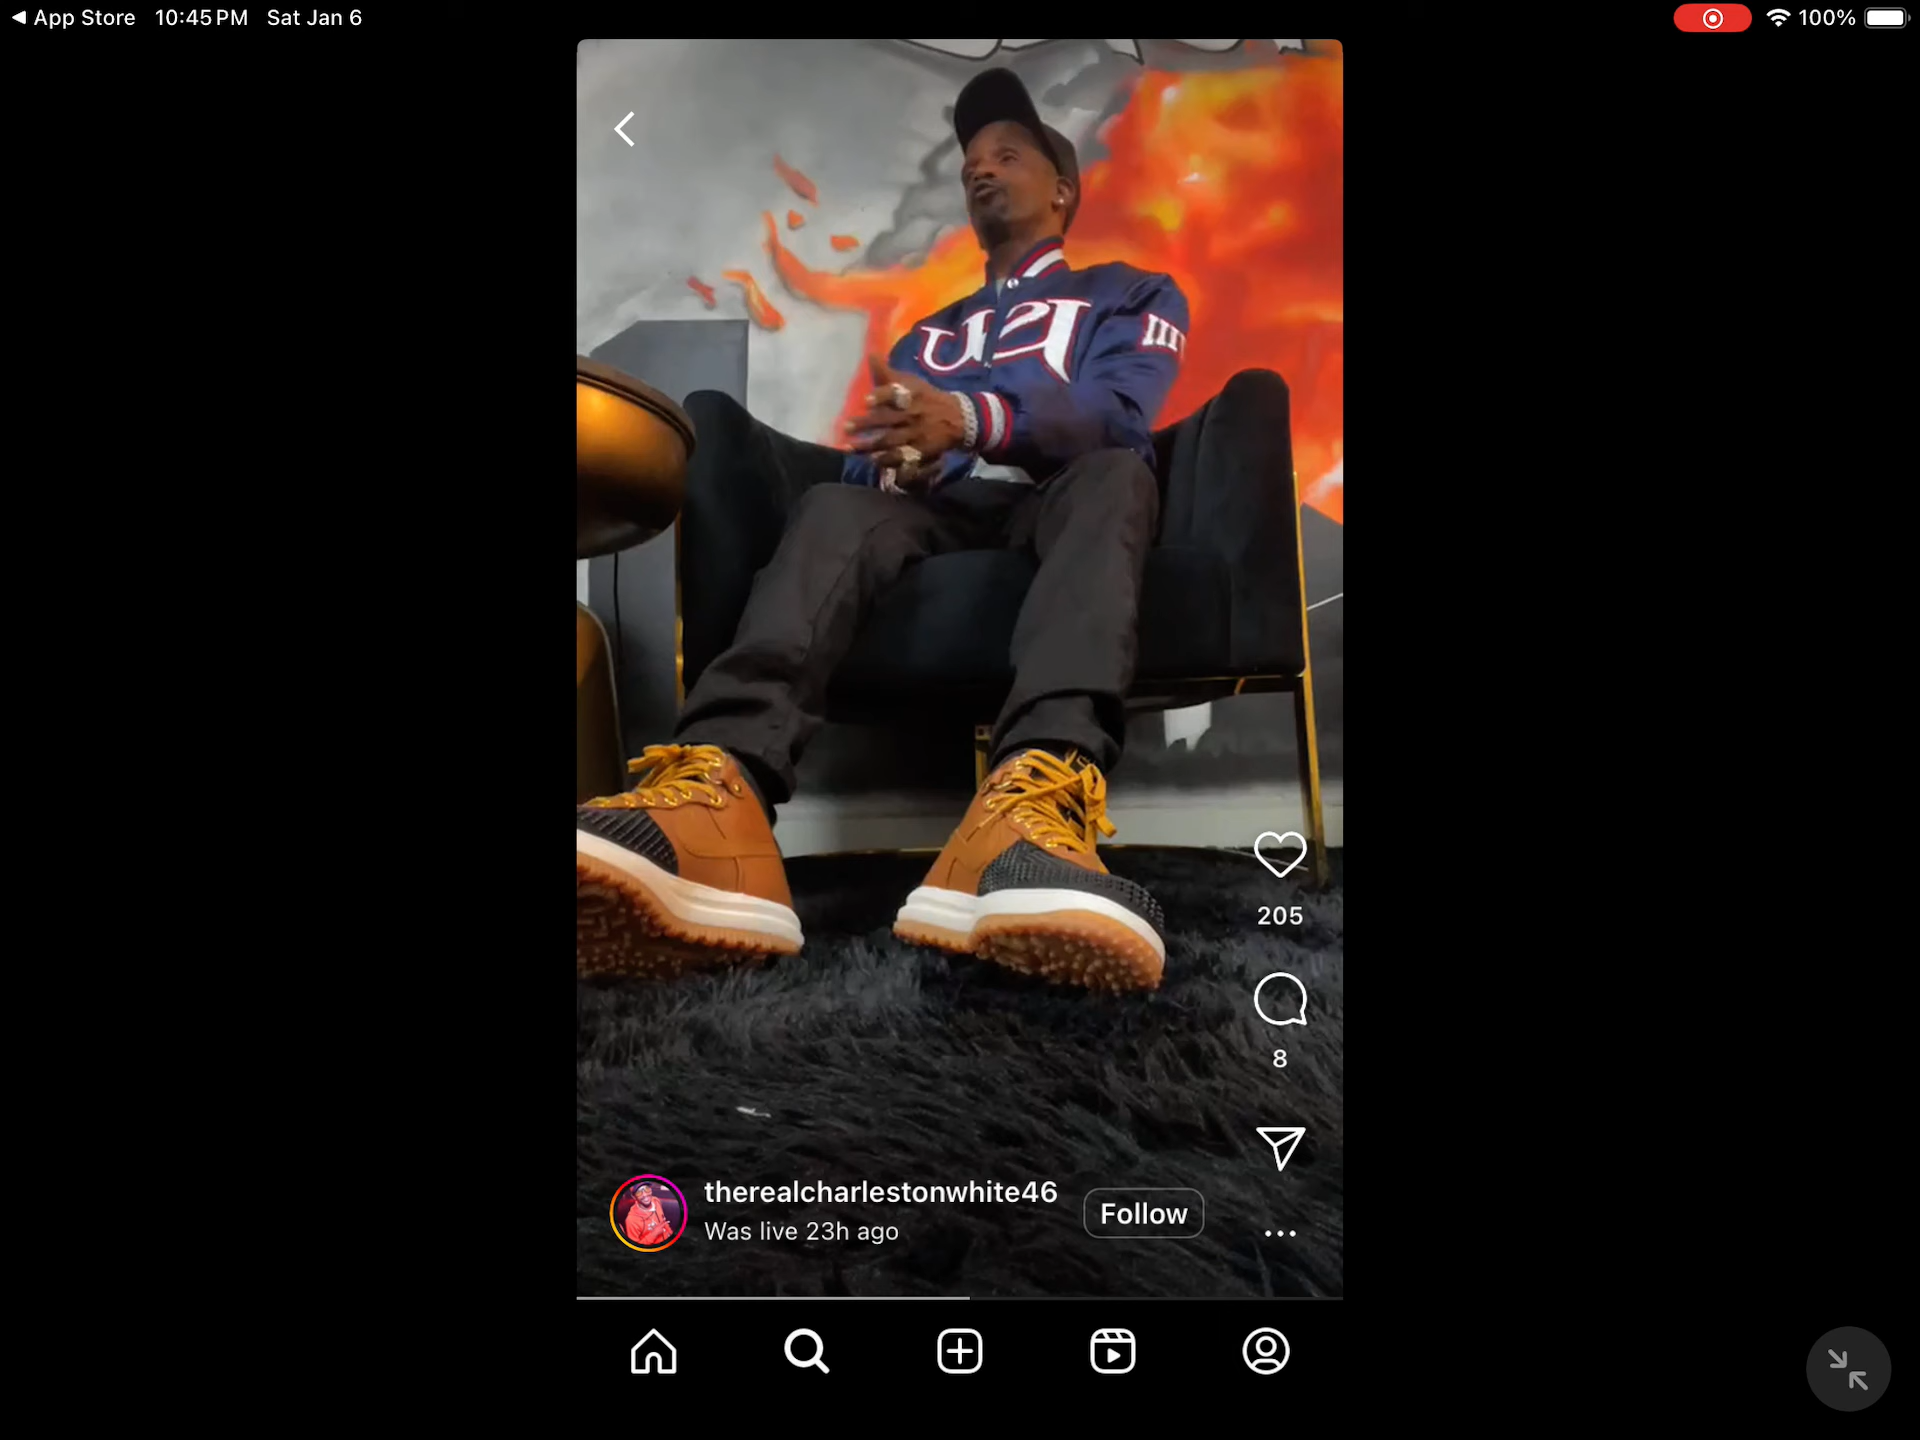 App Store 10:45 PM Sat Jan 6 100%
205
8
therealcharlestonwhite46
Was live 23h ago
Follow